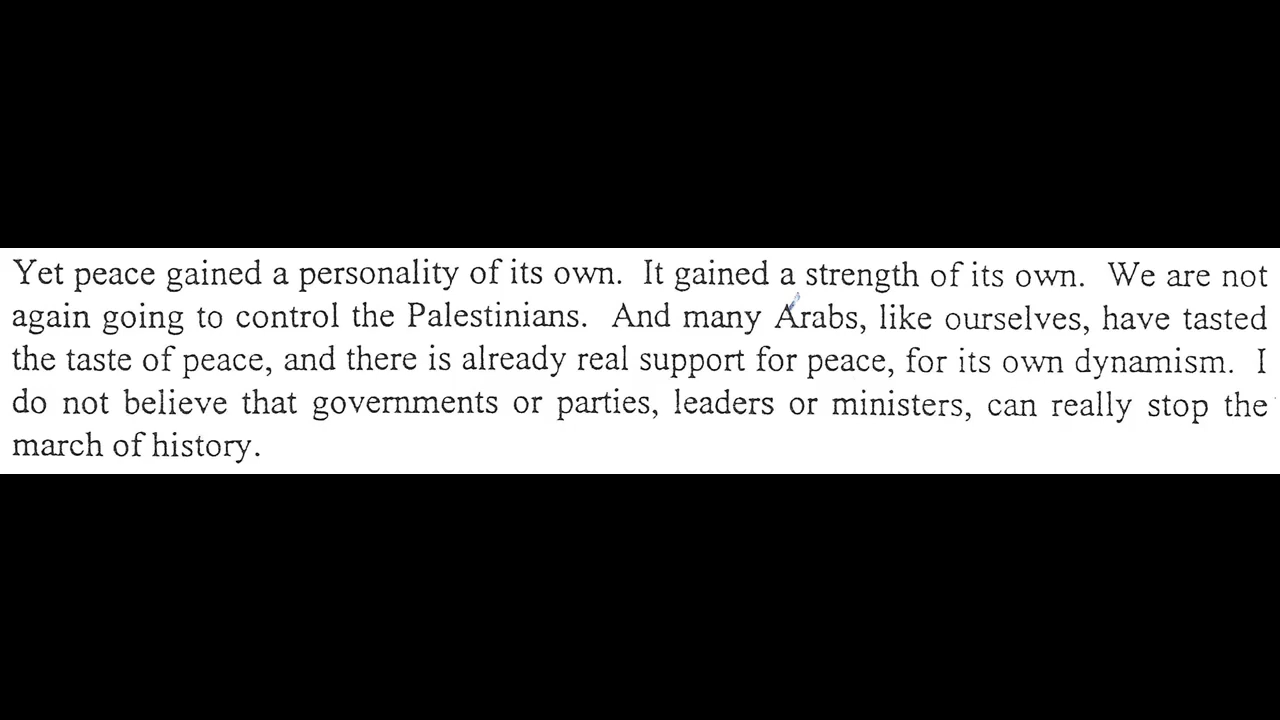 Yet peace gained a personality of its own. It gained a strength of its own. We are not
again going to control the Palestinians. And many Arabs, like ourselves, have tasted
the taste of peace, and there is already real support for peace, for its own dynamism. I
do not believe that governments or parties, leaders or ministers, can really stop the
march of history.